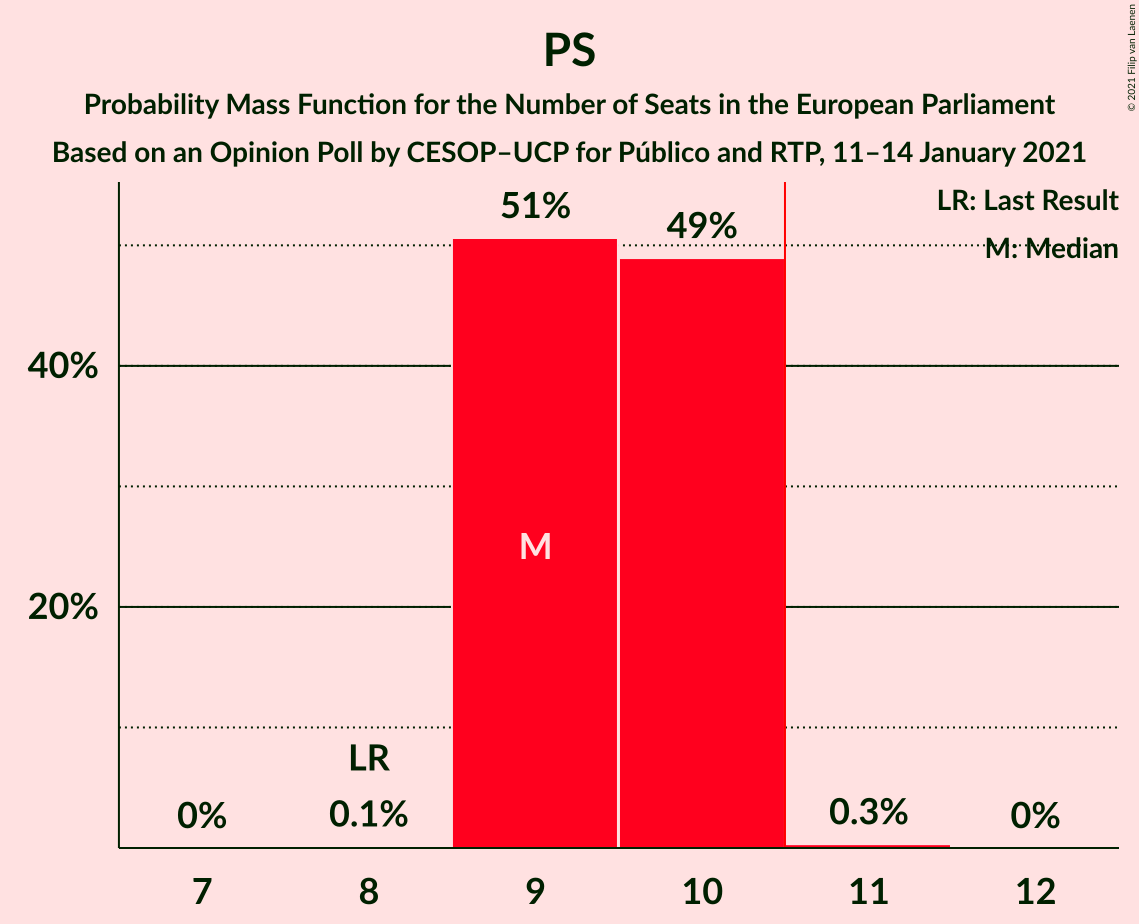 PS
Probability Mass Function for the Number of Seats in the European Parliament
Based on an Opinion Poll by CESOP–UCP for Público and RTP, 11–14 January 2021
© 2021 Filip van Laenen
LR: Last Result
M: Median
51%
49%
40%
M
20%
LR
0% 0.1% 0.3% 0%
7 8 9 10 11 12